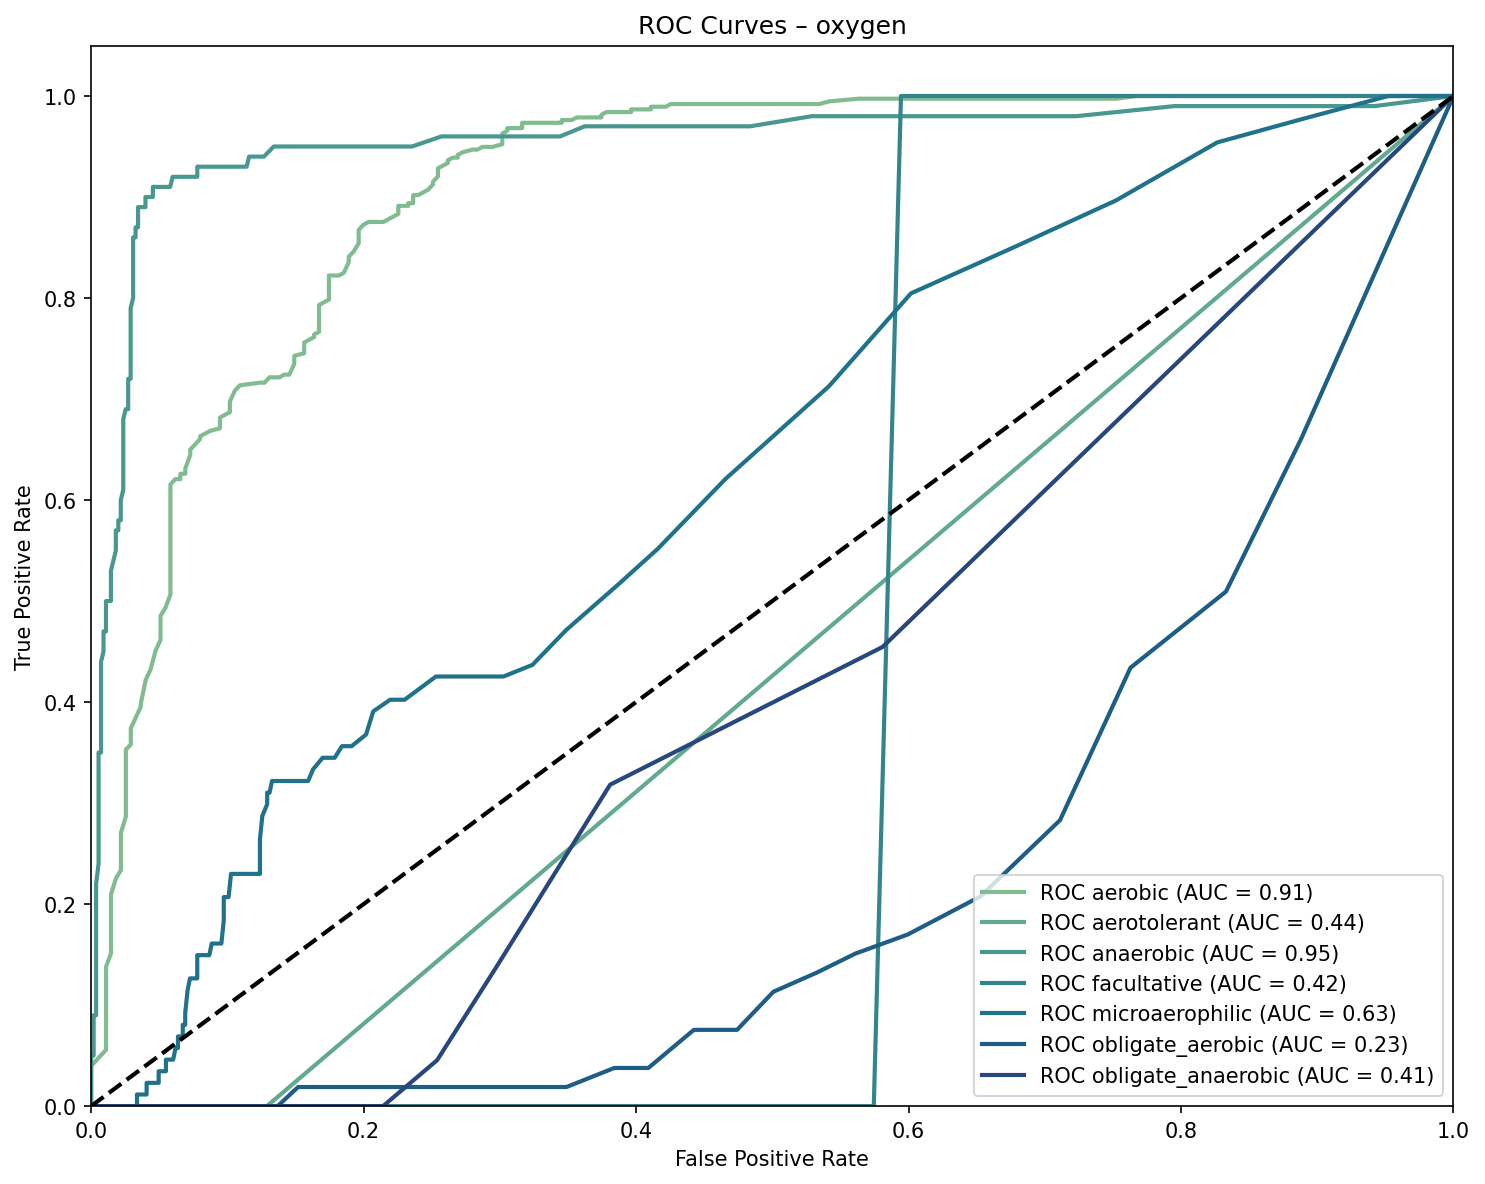 ROC Curves – oxygen
True Positive Rate
1.0
0.8
0.6
0.4
0.2
0.0
0.0 0.2 0.4 0.6 0.8 1.0
False Positive Rate
ROC aerobic (AUC = 0.91)
ROC aerotolerant (AUC = 0.44)
ROC anaerobic (AUC = 0.95)
ROC facultative (AUC = 0.42)
ROC microaerophilic (AUC = 0.63)
ROC obligate_aerobic (AUC = 0.23)
ROC obligate_anaerobic (AUC = 0.41)